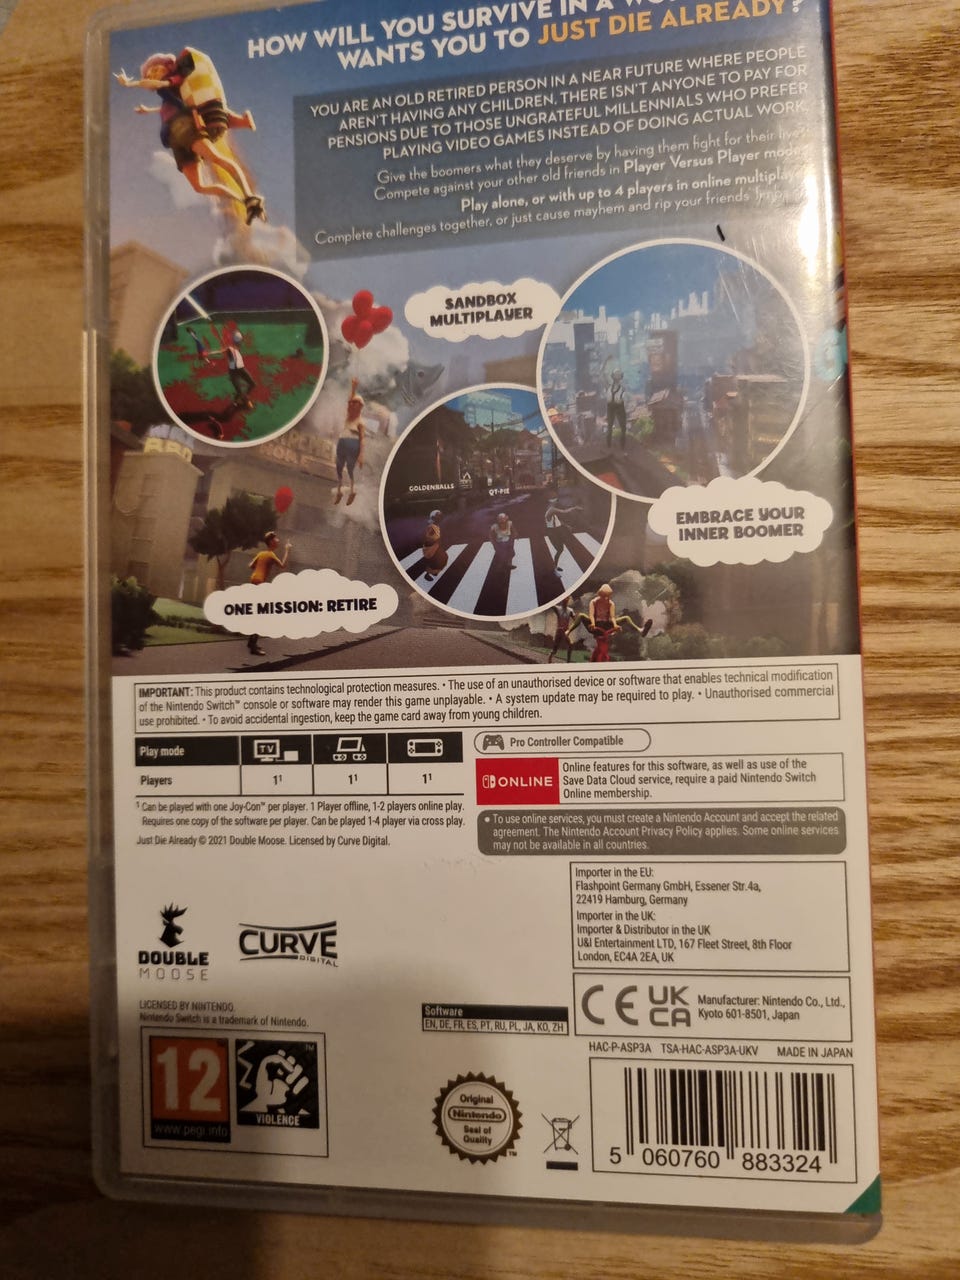 HOW WILL YOU SURVIVE IN A
WANTS YOU TO JUST DIE ALREADY?
YOU ARE AN OLD RETIRED PERSON IN A NEAR FUTURE WHERE PEOPLE
AREN'T HAVING ANY CHILDREN. THERE ISN'T ANYONE TO PAY FOR
PENSIONS DUE TO THOSE UNGRATEFUL MILLENNIALS WHO PREFER
PLAYING VIDEO GAMES INSTEAD OF DOING ACTUAL WORK.
Give the boomers what they deserve by having them fight for their lives
Compete against your other old friends in Player Versus Player mode
Play alone, or with up to 4 players in online multiplayer
Complete challenges together, or just cause mayhem and rip your friends'
SANDBOX
MULTIPLAYER
GOLDENBALLS
QT-PIE
EMBRACE YOUR
INNER BOOMER
ONE MISSION: RETIRE
IMPORTANT: This product contains technological protection measures. • The use of an unauthorised device or software that enables technical modification
of the Nintendo Switch™ console or software may render this game unplayable. • A system update may be required to play. • Unauthorised commercial
use prohibited. • To avoid accidental ingestion, keep the game card away from young children.
Play mode
TV
Players
1¹
1¹
1¹
¹ Can be played with one Joy-Con™ per player. 1 Player offline, 1-2 players online play.
Requires one copy of the software per player. Can be played 1-4 player via cross play.
Just Die Already © 2021 Double Moose. Licensed by Curve Digital.
Pro Controller Compatible
ONLINE
Online features for this software, as well as use of the
Save Data Cloud service, require a paid Nintendo Switch
Online membership.
• To use online services, you must create a Nintendo Account and accept the related
agreement. The Nintendo Account Privacy Policy applies. Some online services
may not be available in all countries.
Importer in the EU:
Flashpoint Germany GmbH, Essener Str.4a,
22419 Hamburg, Germany
Importer in the UK:
Importer & Distributor in the UK
U&I Entertainment LTD, 167 Fleet Street, 8th Floor
London, EC4A 2EA, UK
DOUBLE
MOOSE
CURVE
DIGITAL
LICENSED BY NINTENDO.
Nintendo Switch is a trademark of Nintendo.
Software
EN, DE, FR, ES, PT, RU, PL, JA, KO, ZH
CE
UK
CA
Manufacturer: Nintendo Co., Ltd.,
Kyoto 601-8501, Japan
HAC-P-ASP3A TSA-HAC-ASP3A-UKV MADE IN JAPAN
12
www.pegi.info
VIOLENCE
TM
Original
Nintendo
Seal of
Quality
TM
5 060760 883324